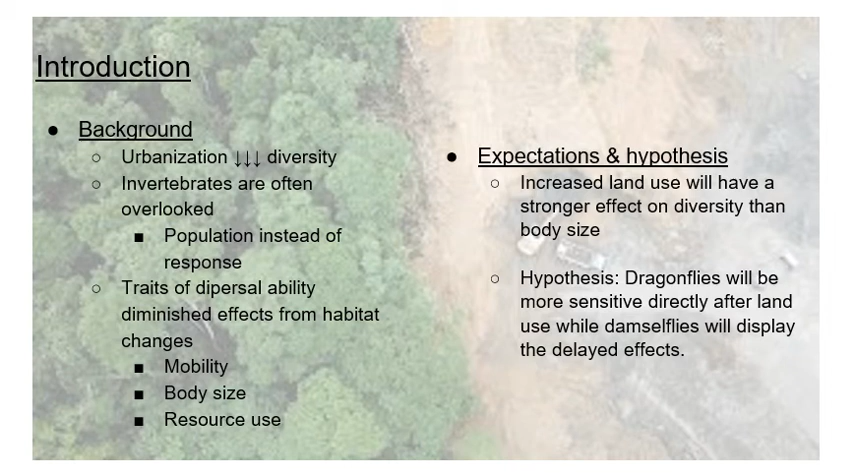 Introduction
● Background
○ Urbanization ↓↓↓ diversity
○ Invertebrates are often
overlooked
■ Population instead of
response
○ Traits of dipersal ability
diminished effects from habitat
changes
■ Mobility
■ Body size
■ Resource use
● Expectations & hypothesis
○ Increased land use will have a
stronger effect on diversity than
body size
○ Hypothesis: Dragonflies will be
more sensitive directly after land
use while damselflies will display
the delayed effects.